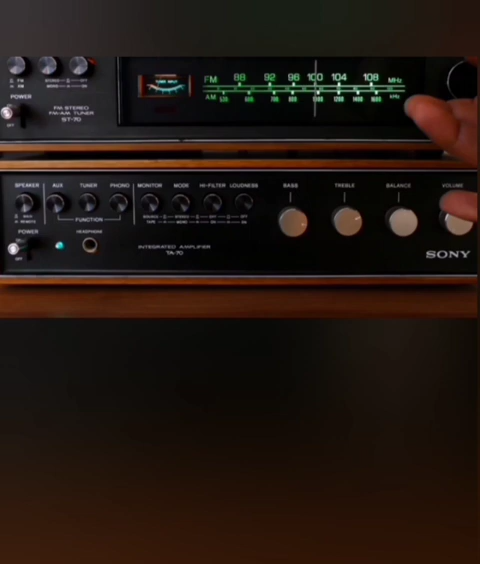 FM 88 92 96 100 104 108 MHz
AM kHz
POWER
OFF
FM STEREO
FM-AM TUNER
ST-70
SPEAKER AUX TUNER PHONO MONITOR MODE HI-FILTER LOUDNESS BASS TREBLE BALANCE VOLUME
FUNCTION
POWER
OFF
HEADPHONE
INTEGRATED AMPLIFIER
TA-70
SONY